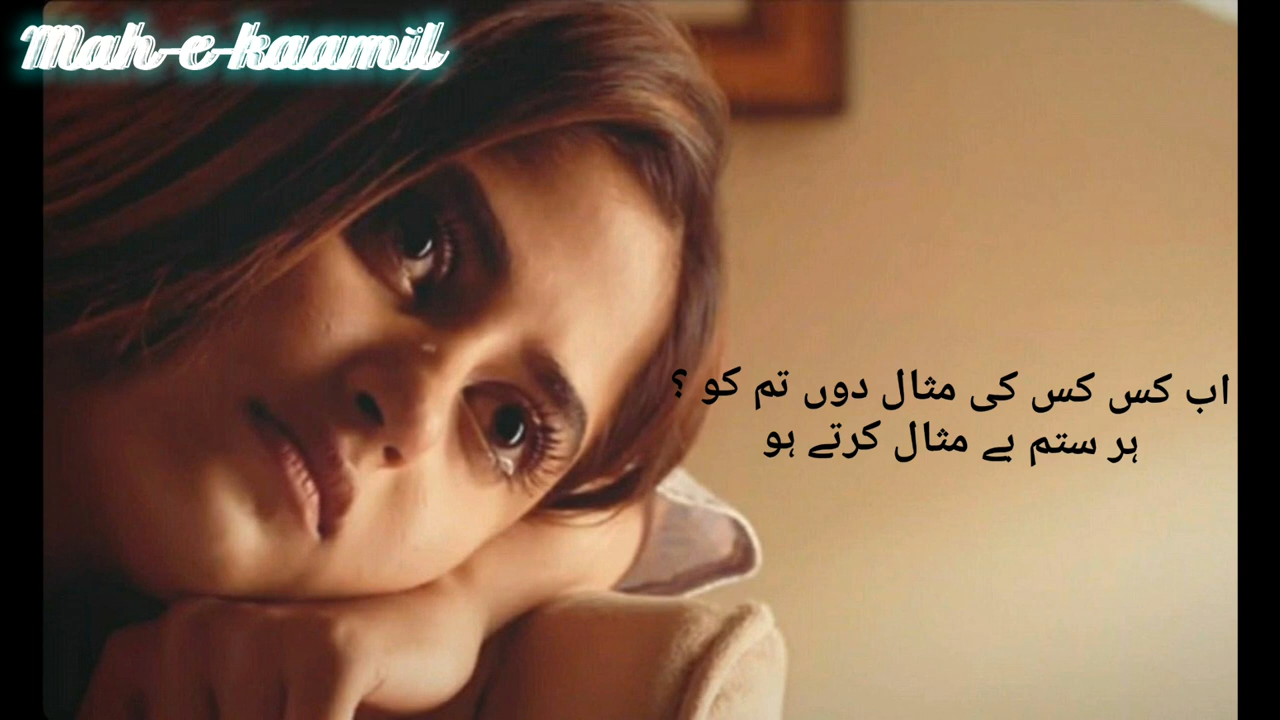 Mah-e-kaamil
اب کس کس کی مثال دوں تم کو ؟
ہر ستم بے مثال کرتے ہو